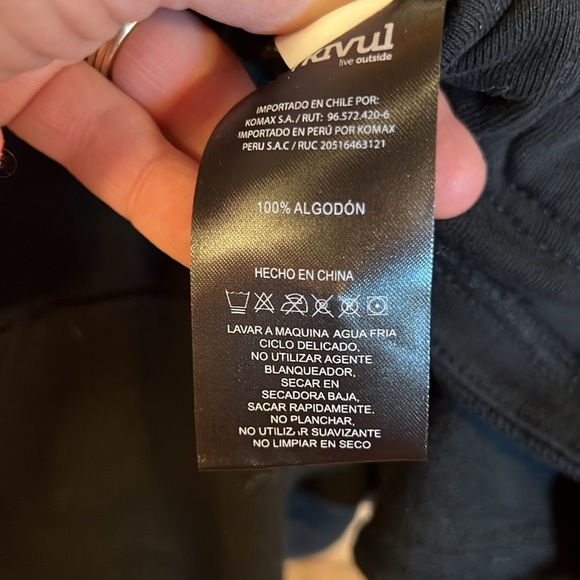 live outside
IMPORTADO EN CHILE POR:
KOMAX S.A. / RUT: 96.572.420-6
IMPORTADO EN PERÚ POR KOMAX
PERU S.A.C / RUC 20516463121
100% ALGODÓN
HECHO EN CHINA
LAVAR A MAQUINA AGUA FRIA
CICLO DELICADO,
NO UTILIZAR AGENTE
BLANQUEADOR,
SECAR EN
SECADORA BAJA,
SACAR RAPIDAMENTE,
NO PLANCHAR,
NO UTILIZAR SUAVIZANTE
NO LIMPIAR EN SECO